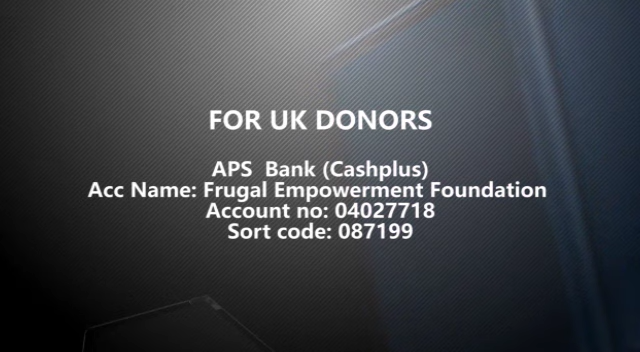 FOR UK DONORS
APS Bank (Cashplus)
Acc Name: Frugal Empowerment Foundation
Account no: 04027718
Sort code: 087199